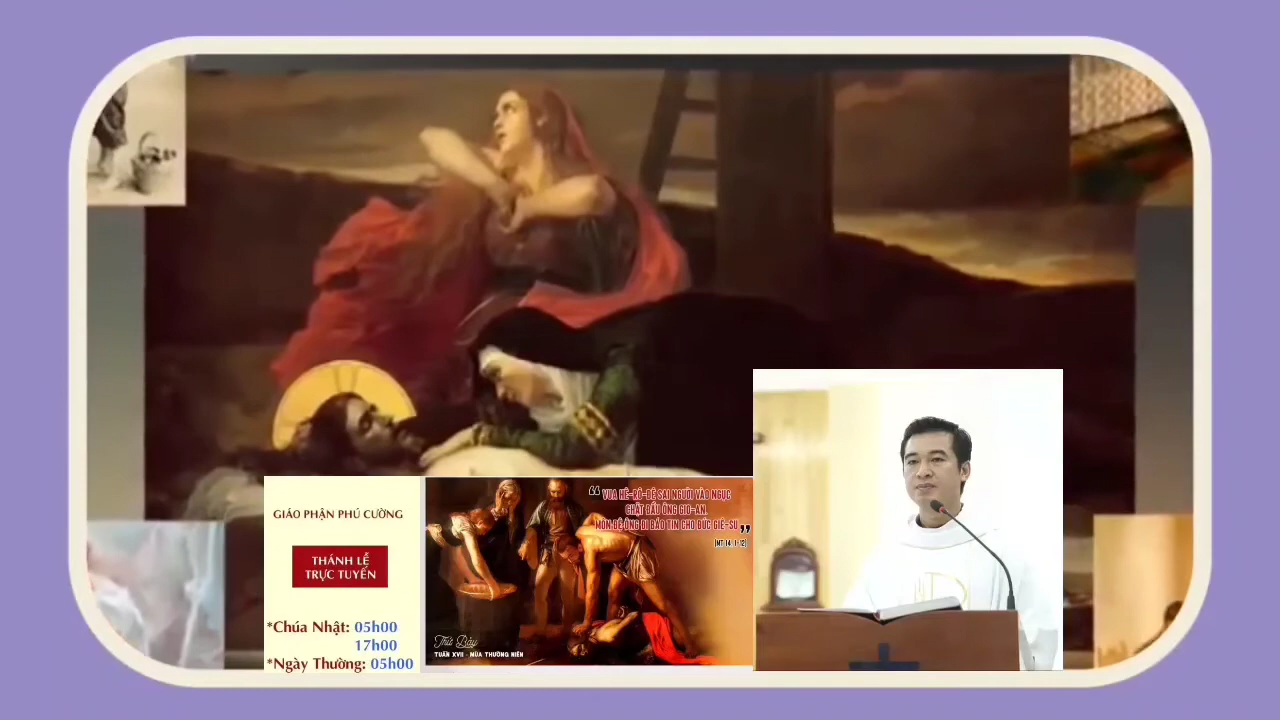 GIÁO PHẬN PHÚ CƯỜNG
THÁNH LỄ
TRỰC TUYẾN
*Chúa Nhật: 05h00
17h00
*Ngày Thường: 05h00
“VUA HÊ-RÔ-ĐÊ SAI NGƯỜI VÀO NGỤC
CHẶT ĐẦU ÔNG GIO-AN.
MÔN ĐỆ ÔNG ĐI BÁO TIN CHO ĐỨC GIÊ-SU”
(MT 14, 1-12)
Thứ Bảy
TUẦN XVII - MÙA THƯỜNG NIÊN